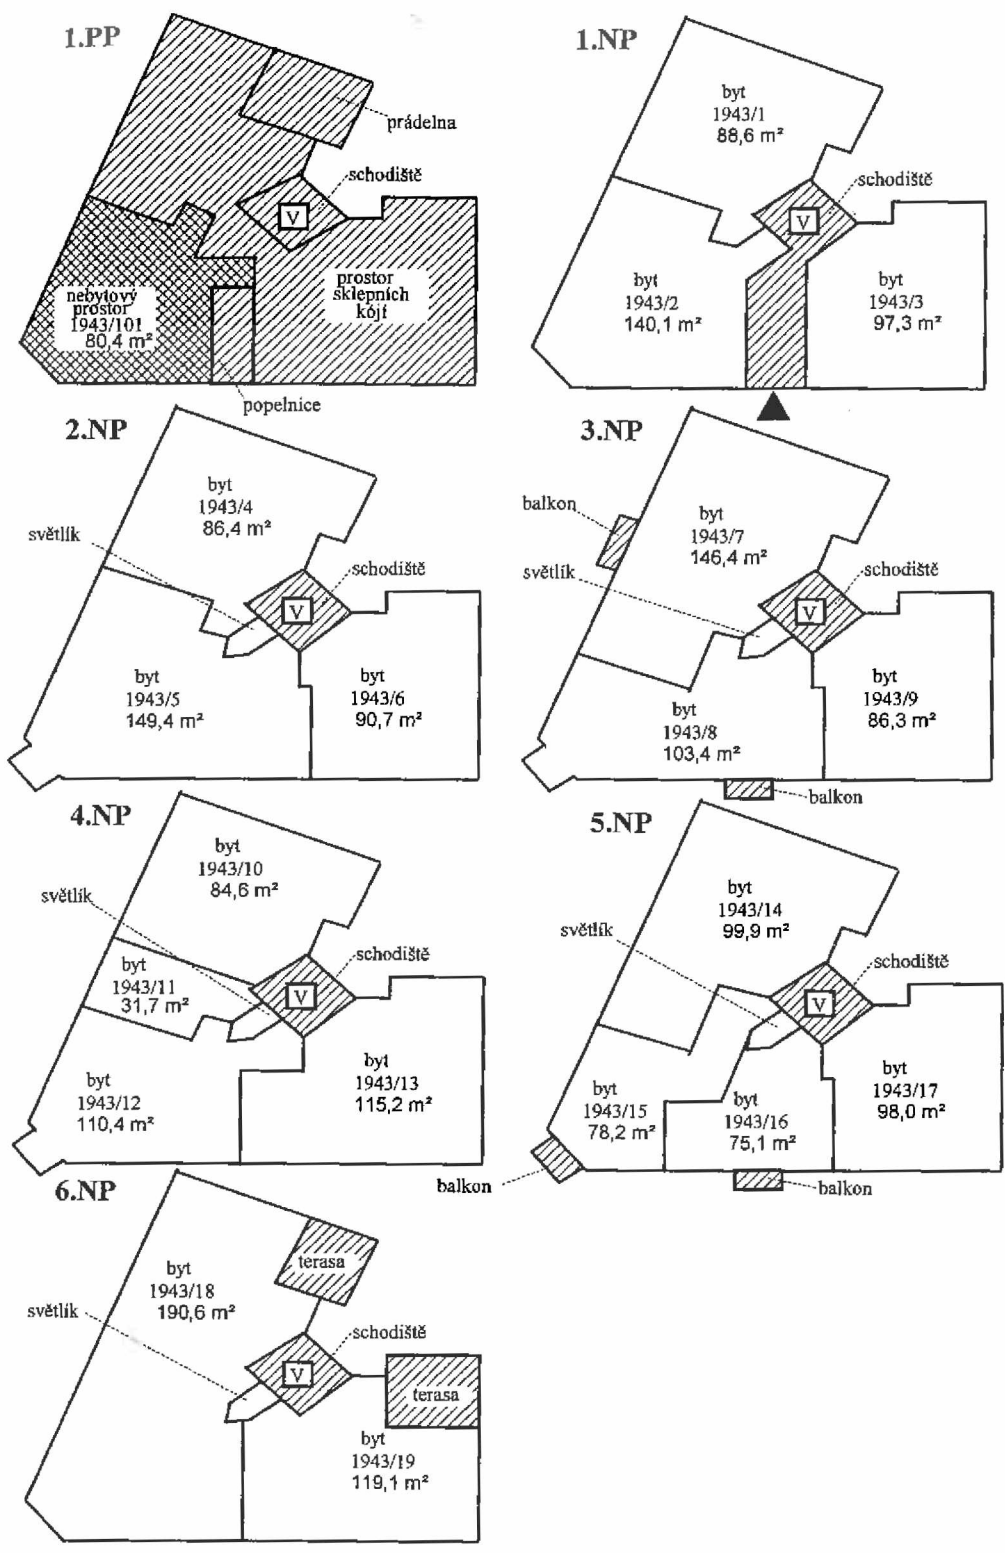 1.PP
prádelna
schodiště
V
prostor
sklepních
kójí
nebytový
prostor
1943/101
80,4 m²
popelnice
1.NP
byt
1943/1
88,6 m²
schodiště
V
byt
1943/2
140,1 m²
byt
1943/3
97,3 m²
2.NP
byt
1943/4
86,4 m²
světlík
schodiště
V
byt
1943/5
149,4 m²
byt
1943/6
90,7 m²
3.NP
balkon
byt
1943/7
146,4 m²
světlík
schodiště
V
byt
1943/8
103,4 m²
byt
1943/9
86,3 m²
balkon
4.NP
byt
1943/10
84,6 m²
světlík
schodiště
V
byt
1943/11
31,7 m²
byt
1943/12
110,4 m²
byt
1943/13
115,2 m²
5.NP
byt
1943/14
99,9 m²
světlík
schodiště
V
byt
1943/15
78,2 m²
byt
1943/16
75,1 m²
byt
1943/17
98,0 m²
balkon
balkon
6.NP
terasa
byt
1943/18
190,6 m²
světlík
schodiště
V
terasa
byt
1943/19
119,1 m²